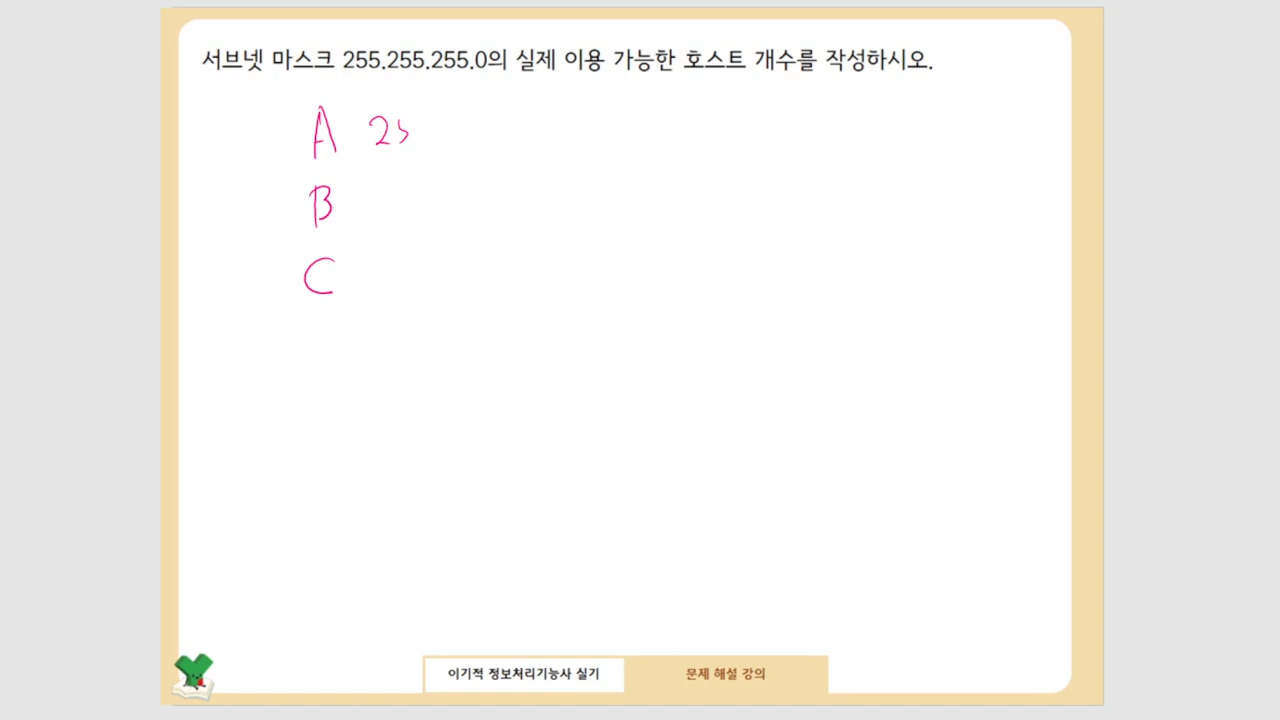 서브넷 마스크 255.255.255.0의 실제 이용 가능한 호스트 개수를 작성하시오.
A 25
B
C
이기적 정보처리기능사 실기
문제 해설 강의